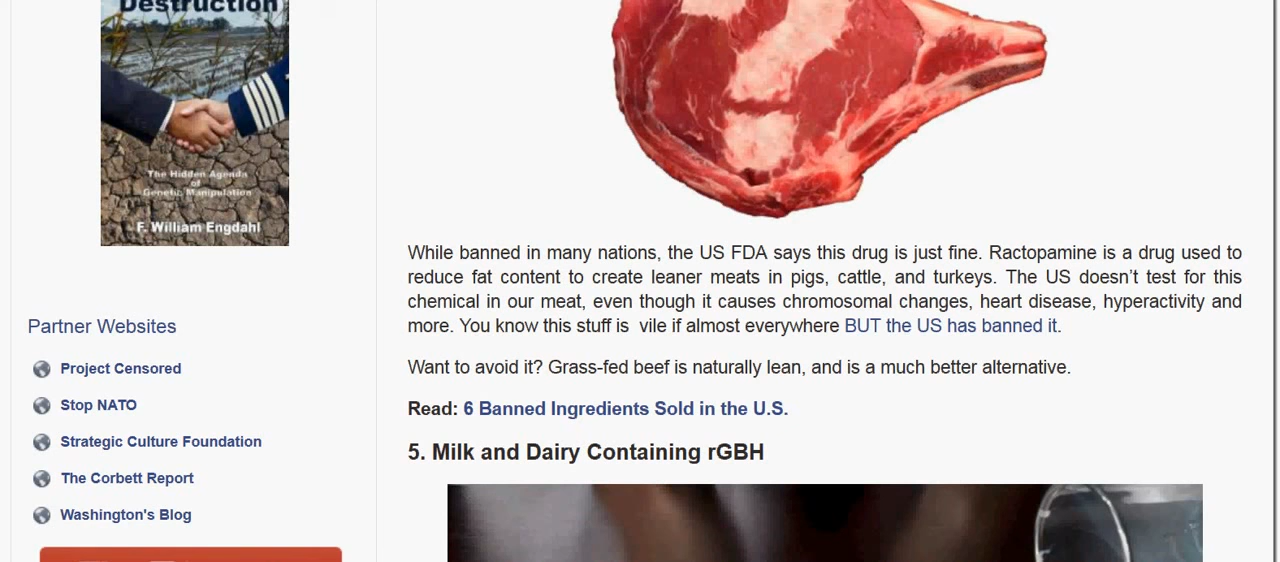 Destruction
The Hidden Agenda
of
Genetic Manipulation
F. William Engdahl
Partner Websites
Project Censored
Stop NATO
Strategic Culture Foundation
The Corbett Report
Washington's Blog
While banned in many nations, the US FDA says this drug is just fine. Ractopamine is a drug used to
reduce fat content to create leaner meats in pigs, cattle, and turkeys. The US doesn’t test for this
chemical in our meat, even though it causes chromosomal changes, heart disease, hyperactivity and
more. You know this stuff is  vile if almost everywhere BUT the US has banned it.
Want to avoid it? Grass-fed beef is naturally lean, and is a much better alternative.
Read: 6 Banned Ingredients Sold in the U.S.
5. Milk and Dairy Containing rGBH